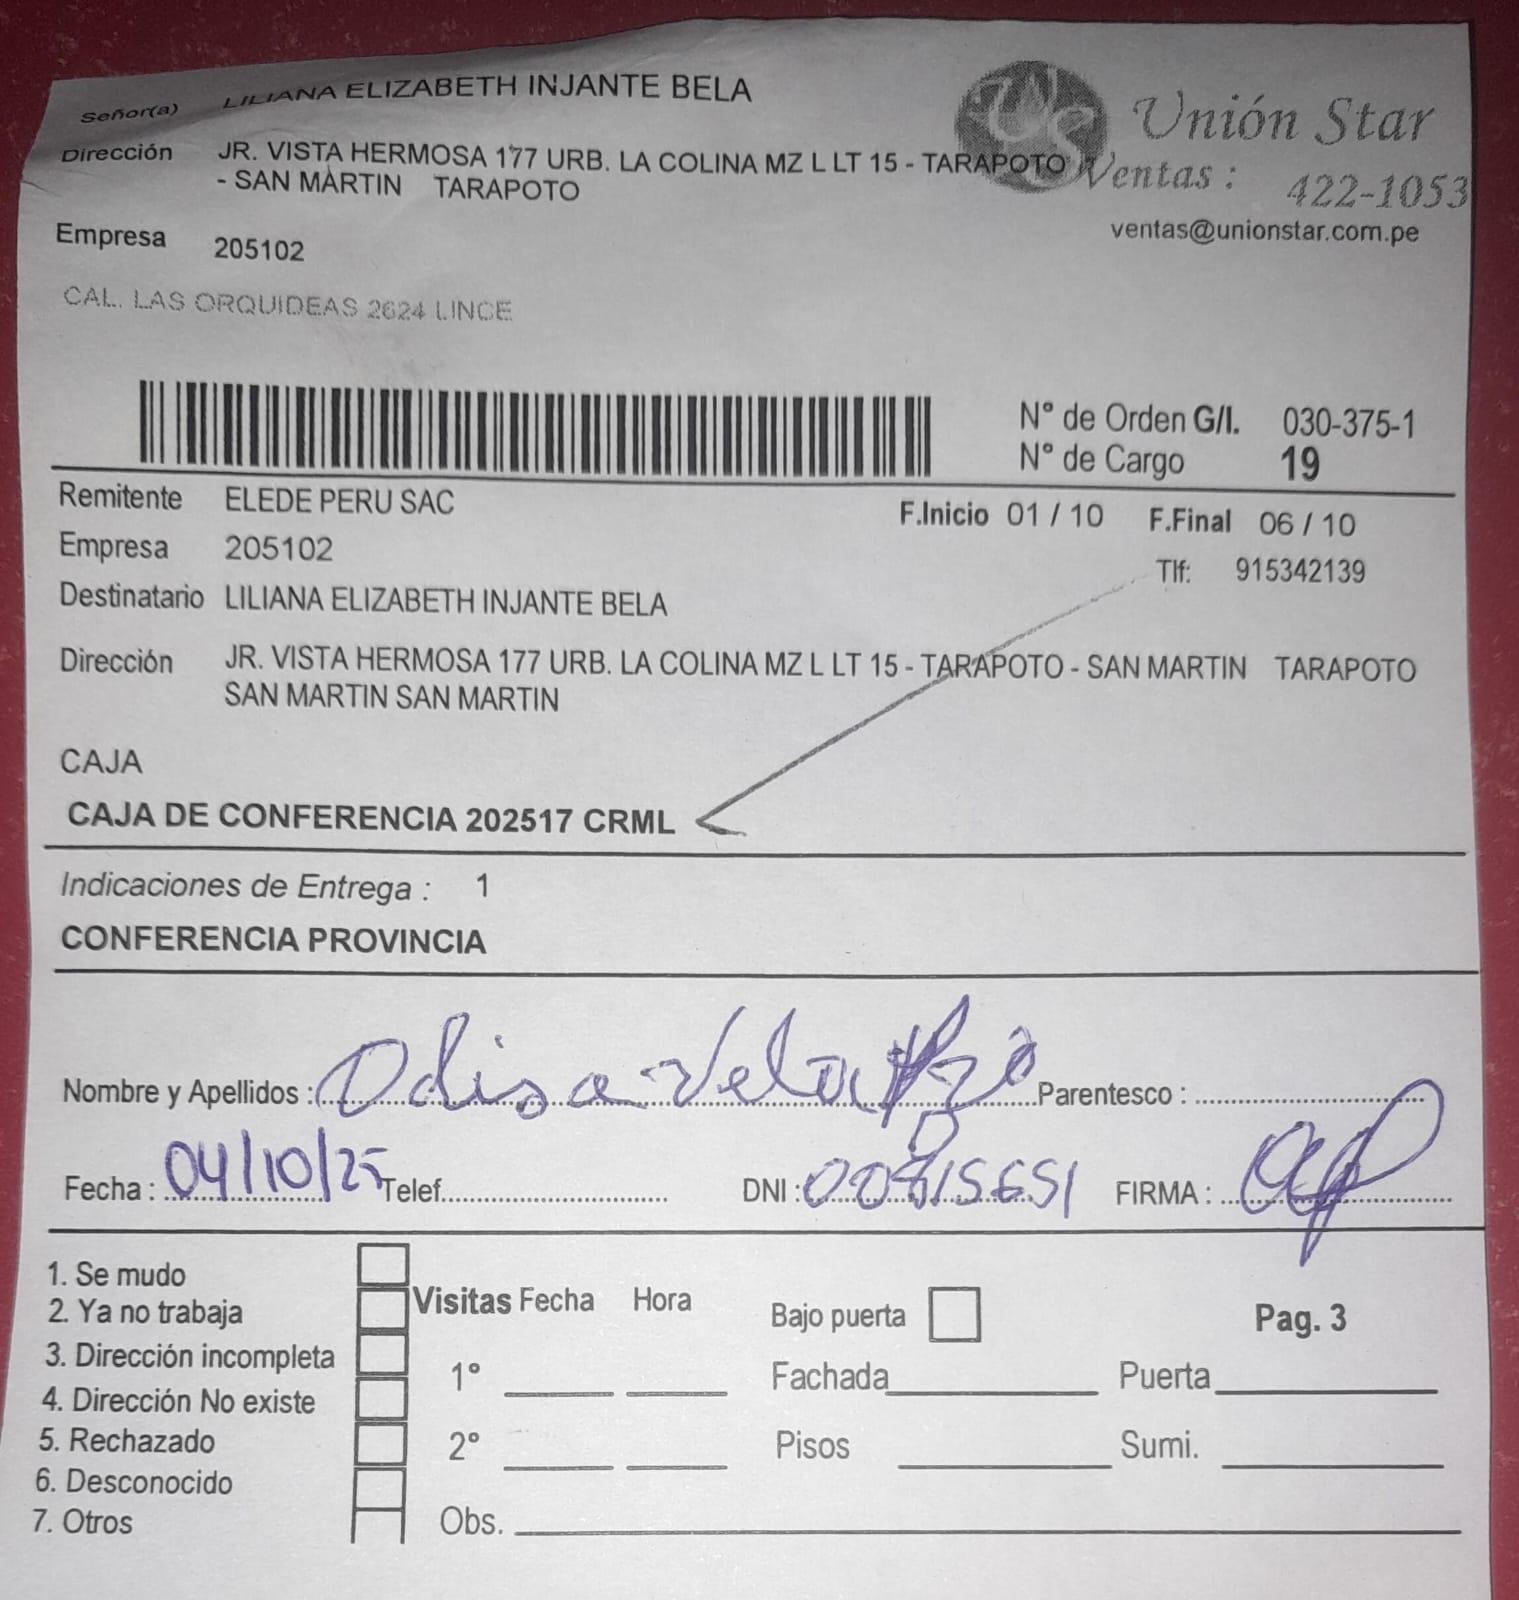 Señor(a) LILIANA ELIZABETH INJANTE BELA
Unión Star
Dirección JR. VISTA HERMOSA 177 URB. LA COLINA MZ L LT 15 - TARAPOTO
- SAN MARTIN TARAPOTO
Ventas : 422-1053
ventas@unionstar.com.pe
Empresa 205102
CAL. LAS ORQUIDEAS 2624 LINCE
N° de Orden G/I. 030-375-1
N° de Cargo 19
Remitente ELEDE PERU SAC
F.Inicio 01 / 10 F.Final 06 / 10
Empresa 205102
Tlf: 915342139
Destinatario LILIANA ELIZABETH INJANTE BELA
Dirección JR. VISTA HERMOSA 177 URB. LA COLINA MZ L LT 15 - TARAPOTO - SAN MARTIN TARAPOTO
SAN MARTIN SAN MARTIN
CAJA
CAJA DE CONFERENCIA 202517 CRML
Indicaciones de Entrega : 1
CONFERENCIA PROVINCIA
Nombre y Apellidos : Odisa Parentesco :
Fecha : 04/10/25 Telef. DNI : FIRMA :
1. Se mudo
2. Ya no trabaja
3. Dirección incompleta
4. Dirección No existe
5. Rechazado
6. Desconocido
7. Otros
Visitas Fecha Hora
1°
2°
Obs.
Bajo puerta
Pag. 3
Fachada Puerta
Pisos Sumi.